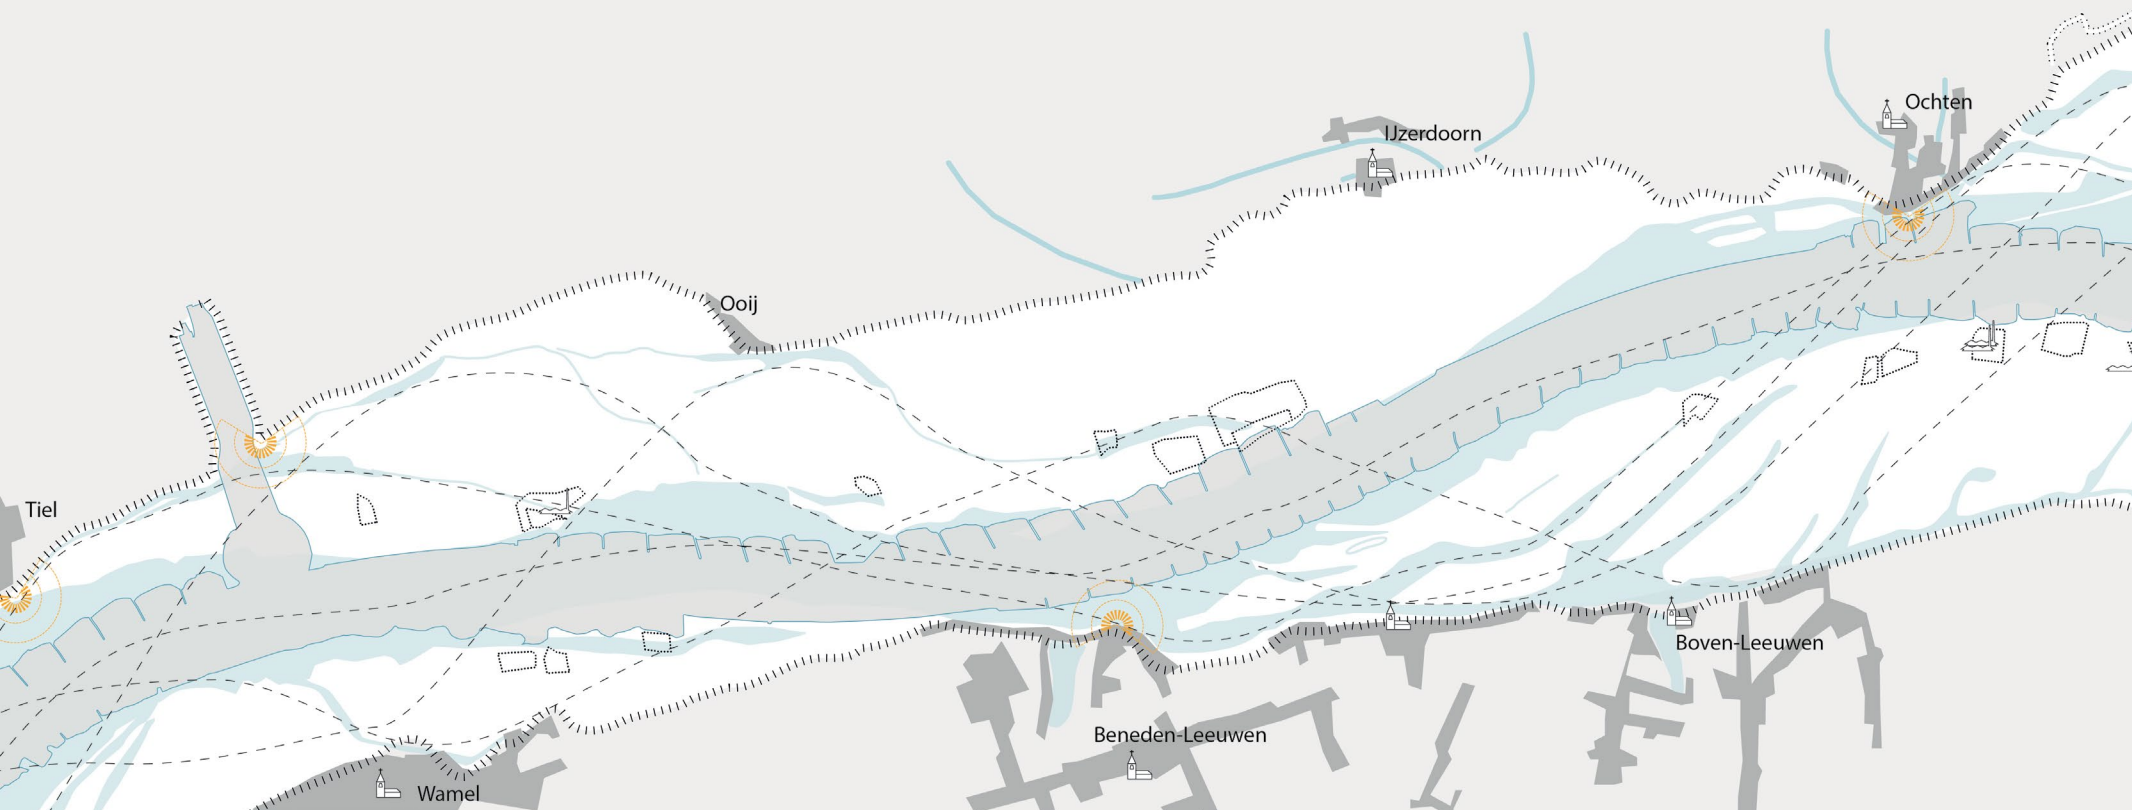 Ochten
IJzerdoorn
Ooij
Tiel
Boven-Leeuwen
Beneden-Leeuwen
Wamel